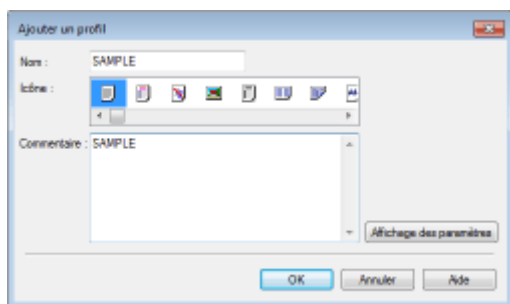 Ajouter un profil
Nom : SAMPLE
Icône :
Commentaire : SAMPLE
Affichage des paramètres
OK Annuler Aide